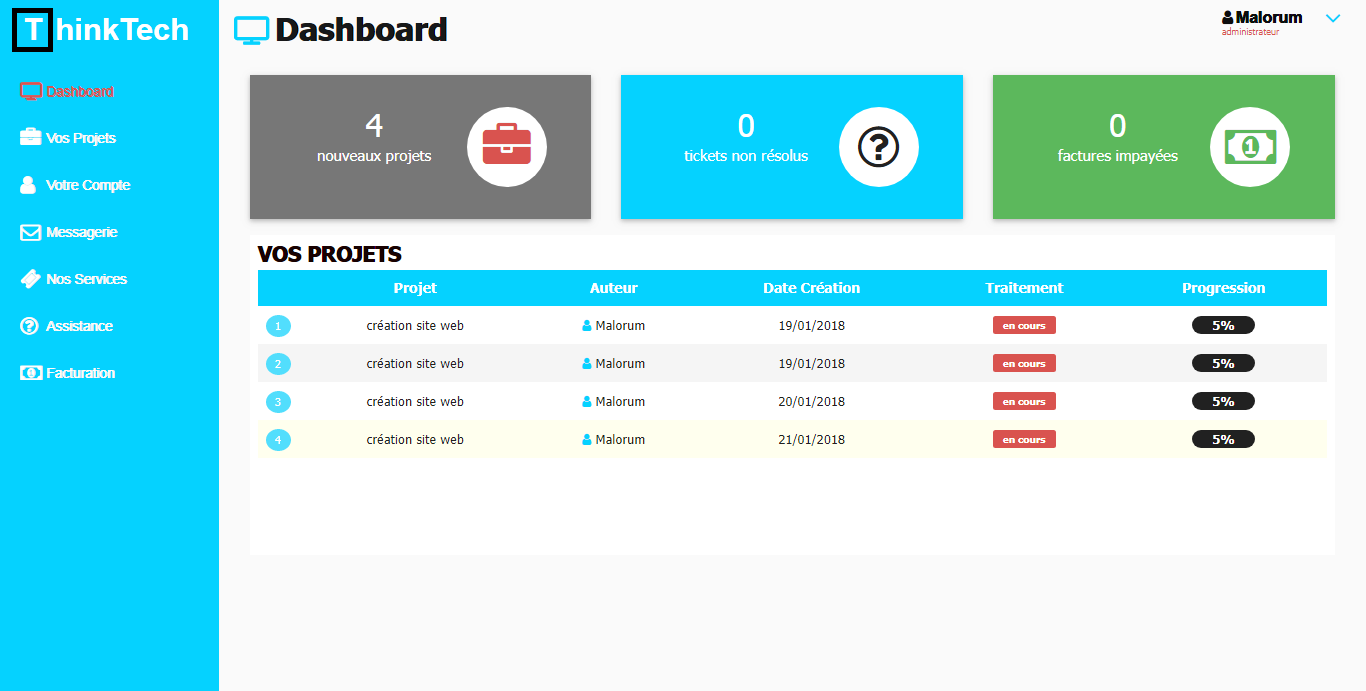 ThinkTech
Dashboard
Vos Projets
Votre Compte
Messagerie
Nos Services
Assistance
Facturation
Dashboard
Malorum
administrateur
4
nouveaux projets
0
tickets non résolus
0
factures impayées
1
VOS PROJETS
Projet Auteur Date Création Traitement Progression
1 création site web Malorum 19/01/2018 en cours 5%
2 création site web Malorum 19/01/2018 en cours 5%
3 création site web Malorum 20/01/2018 en cours 5%
4 création site web Malorum 21/01/2018 en cours 5%